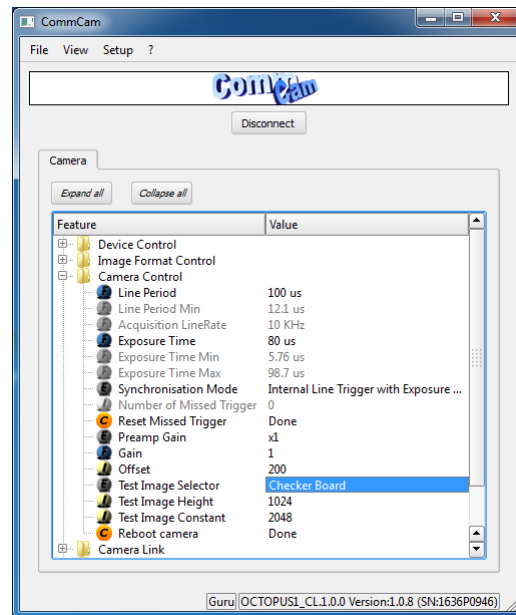 CommCam
File View Setup ?
ComCam
Disconnect
Camera
Expand all Collapse all
Feature Value
Device Control
Image Format Control
Camera Control
Line Period 100 us
Line Period Min 12.1 us
Acquisition LineRate 10 KHz
Exposure Time 80 us
Exposure Time Min 5.76 us
Exposure Time Max 98.7 us
Synchronisation Mode Internal Line Trigger with Exposure ...
Number of Missed Trigger 0
Reset Missed Trigger Done
Preamp Gain x1
Gain 1
Offset 200
Test Image Selector Checker Board
Test Image Height 1024
Test Image Constant 2048
Reboot camera Done
Camera Link
Guru OCTOPUS1_CL.1.0.0 Version:1.0.8 (SN:1636P0946)